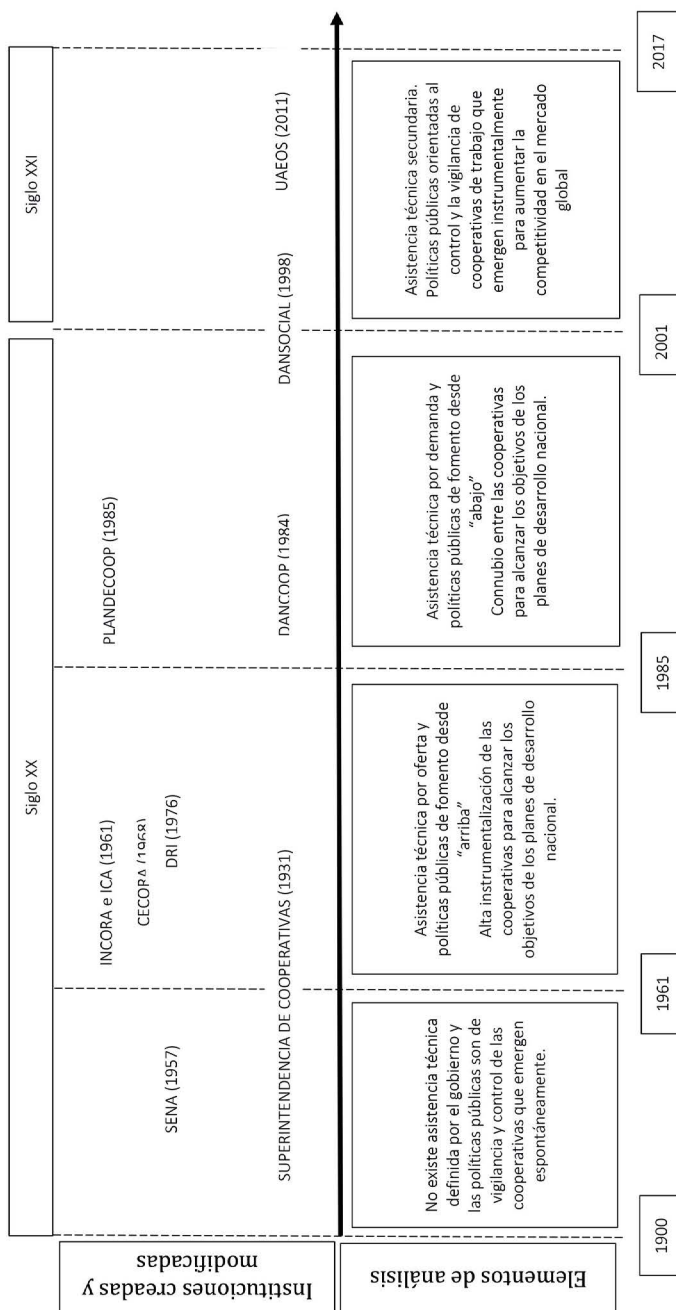 Siglo XX
Siglo XXI
Instituciones creadas y
modificadas
SENA (1957)
SUPERINTENDENCIA DE COOPERATIVAS (1931)
INCORA e ICA (1961)
CECORA (1968)
DRI (1976)
PLANDECOOP (1985)
DANCOOP (1984)
DANSOCIAL (1998)
UAEOS (2011)
Elementos de análisis
No existe asistencia técnica
definida por el gobierno y
las políticas públicas son de
vigilancia y control de las
cooperativas que emergen
espontáneamente.
Asistencia técnica por oferta y
políticas públicas de fomento desde
“arriba”
Alta instrumentalización de las
cooperativas para alcanzar los
objetivos de los planes de desarrollo
nacional.
Asistencia técnica por demanda y
políticas públicas de fomento desde
“abajo”
Connubio entre las cooperativas
para alcanzar los objetivos de los
planes de desarrollo nacional.
Asistencia técnica secundaria.
Políticas públicas orientadas al
control y la vigilancia de
cooperativas de trabajo que
emergen instrumentalmente
para aumentar la
competitividad en el mercado
global
1900
1961
1985
2001
2017